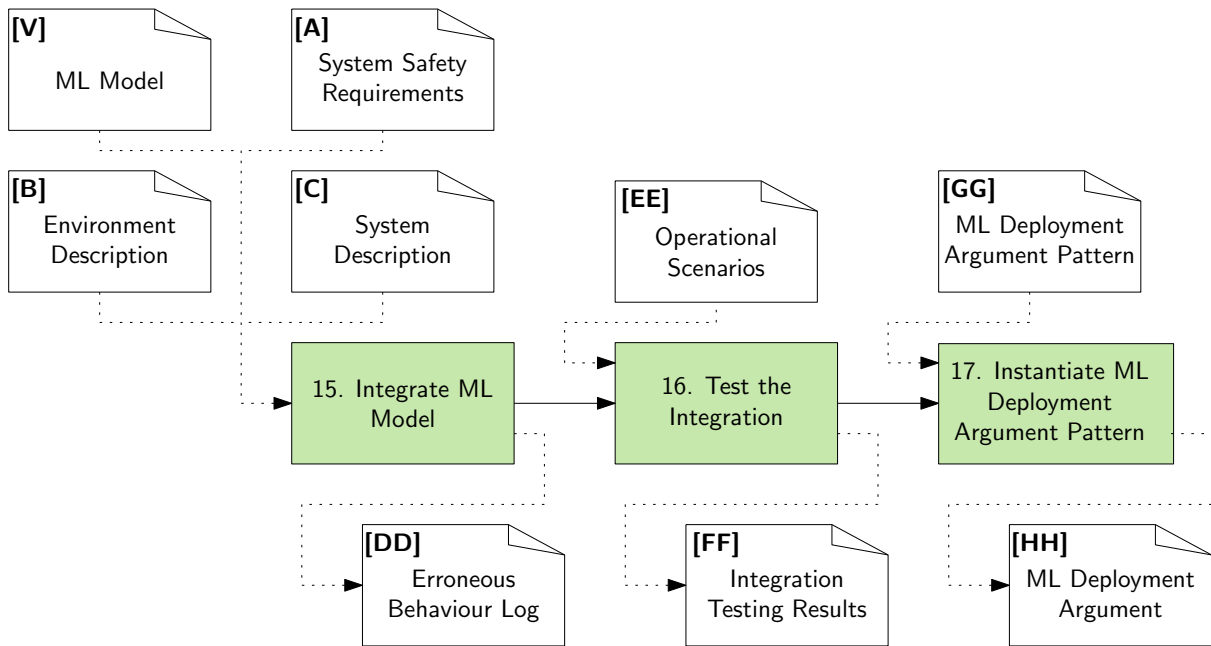 [V]
ML Model
[A]
System Safety
Requirements
[B]
Environment
Description
[C]
System
Description
[EE]
Operational
Scenarios
[GG]
ML Deployment
Argument Pattern
15. Integrate ML
Model
16. Test the
Integration
17. Instantiate ML
Deployment
Argument Pattern
[DD]
Erroneous
Behaviour Log
[FF]
Integration
Testing Results
[HH]
ML Deployment
Argument